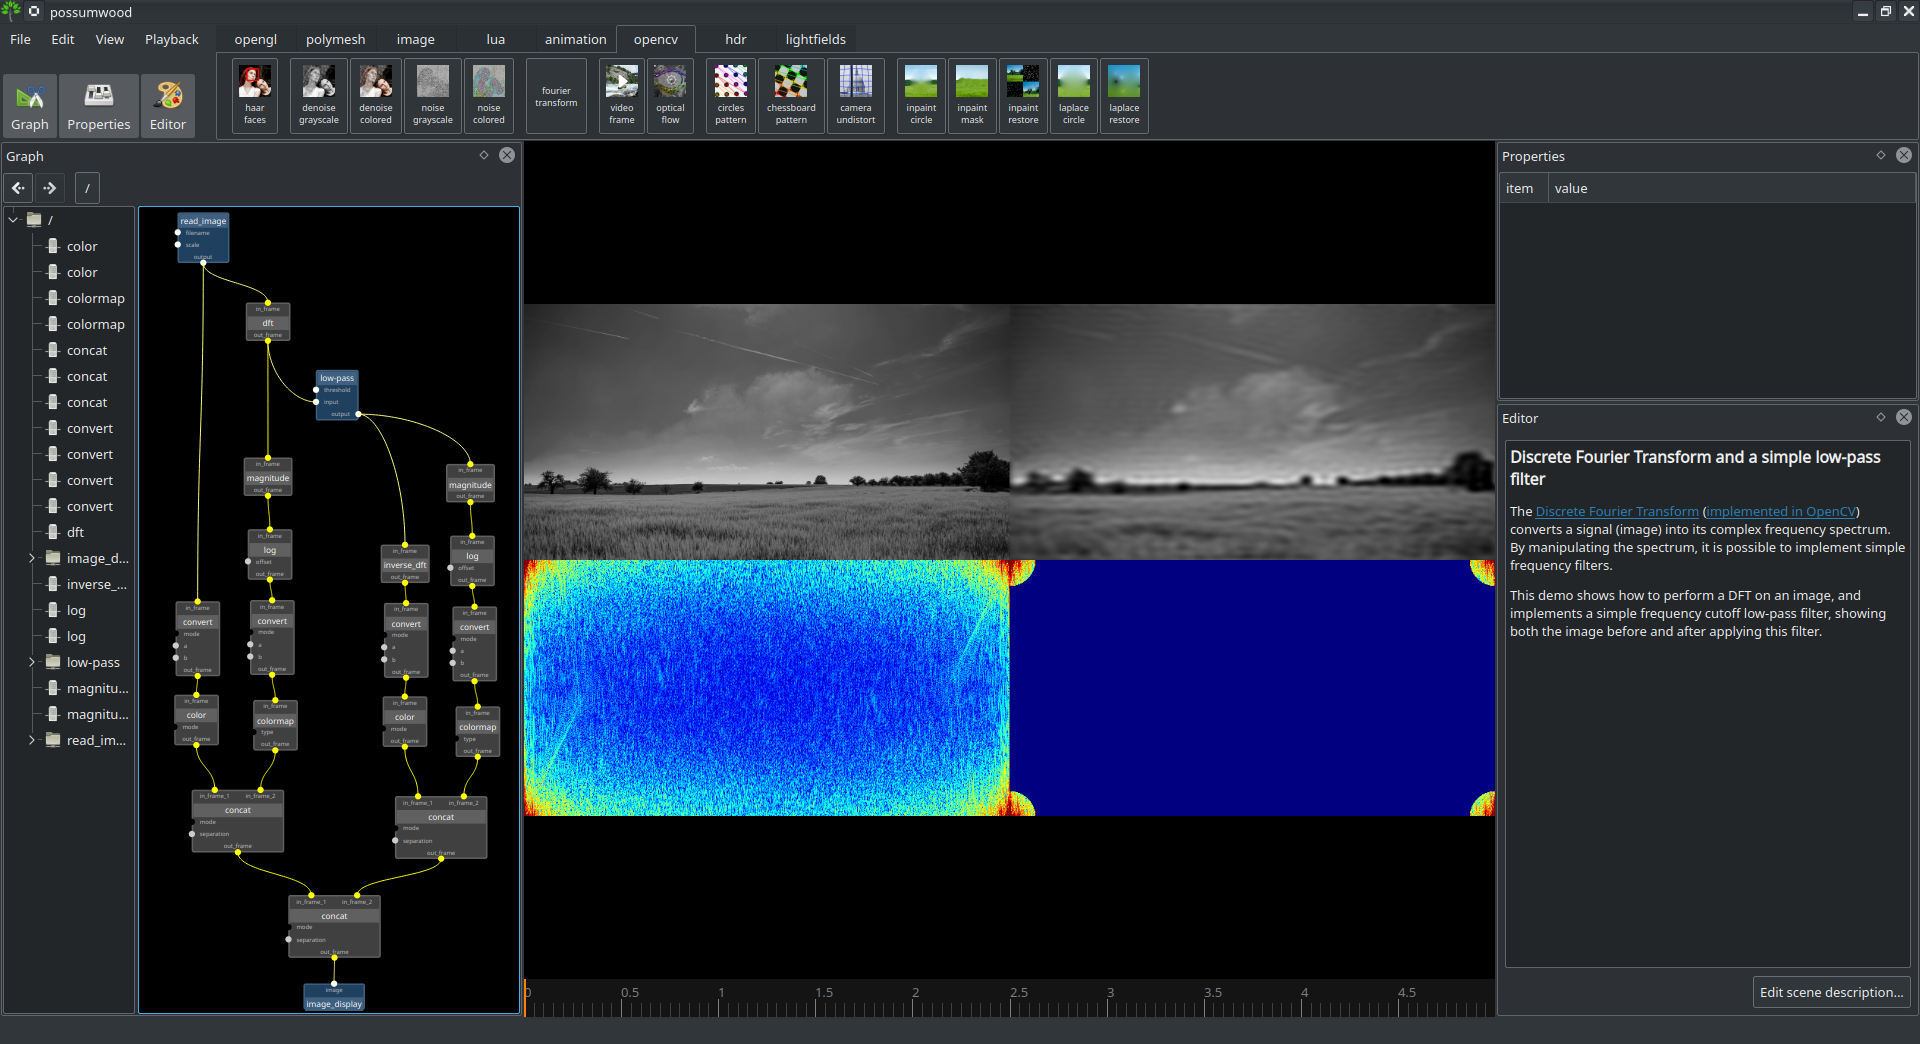 possumwood
File Edit View Playback
opengl polymesh image lua animation opencv hdr lightfields
Graph Properties Editor
haar faces
denoise grayscale
denoise colored
noise grayscale
noise colored
fourier transform
video frame
optical flow
circles pattern
chessboard pattern
camera undistort
inpaint circle
inpaint mask
inpaint restore
laplace circle
laplace restore
Graph
/
/
color
color
colormap
colormap
concat
concat
concat
convert
convert
convert
convert
dft
image_d...
inverse_...
log
log
low-pass
magnitu...
magnitu...
read_im...
read_image
filename
scale
output
in_frame
dft
out_frame
low-pass
threshold
input
output
in_frame
magnitude
out_frame
in_frame
magnitude
out_frame
in_frame
log
offset
out_frame
in_frame
inverse_dft
out_frame
in_frame
log
offset
out_frame
in_frame
convert
mode
a
b
out_frame
in_frame
convert
mode
a
b
out_frame
in_frame
convert
mode
a
b
out_frame
in_frame
convert
mode
a
b
out_frame
in_frame
color
mode
out_frame
in_frame
colormap
type
out_frame
in_frame
color
mode
out_frame
in_frame
colormap
type
out_frame
in_frame_1 in_frame_2
concat
mode
separation
out_frame
in_frame_1 in_frame_2
concat
mode
separation
out_frame
in_frame_1 in_frame_2
concat
mode
separation
out_frame
image
image_display
0 0.5 1 1.5 2 2.5 3 3.5 4 4.5
Properties
item value
Editor
Discrete Fourier Transform and a simple low-pass
filter
The Discrete Fourier Transform (implemented in OpenCV)
converts a signal (image) into its complex frequency spectrum.
By manipulating the spectrum, it is possible to implement simple
frequency filters.
This demo shows how to perform a DFT on an image, and
implements a simple frequency cutoff low-pass filter, showing
both the image before and after applying this filter.
Edit scene description...